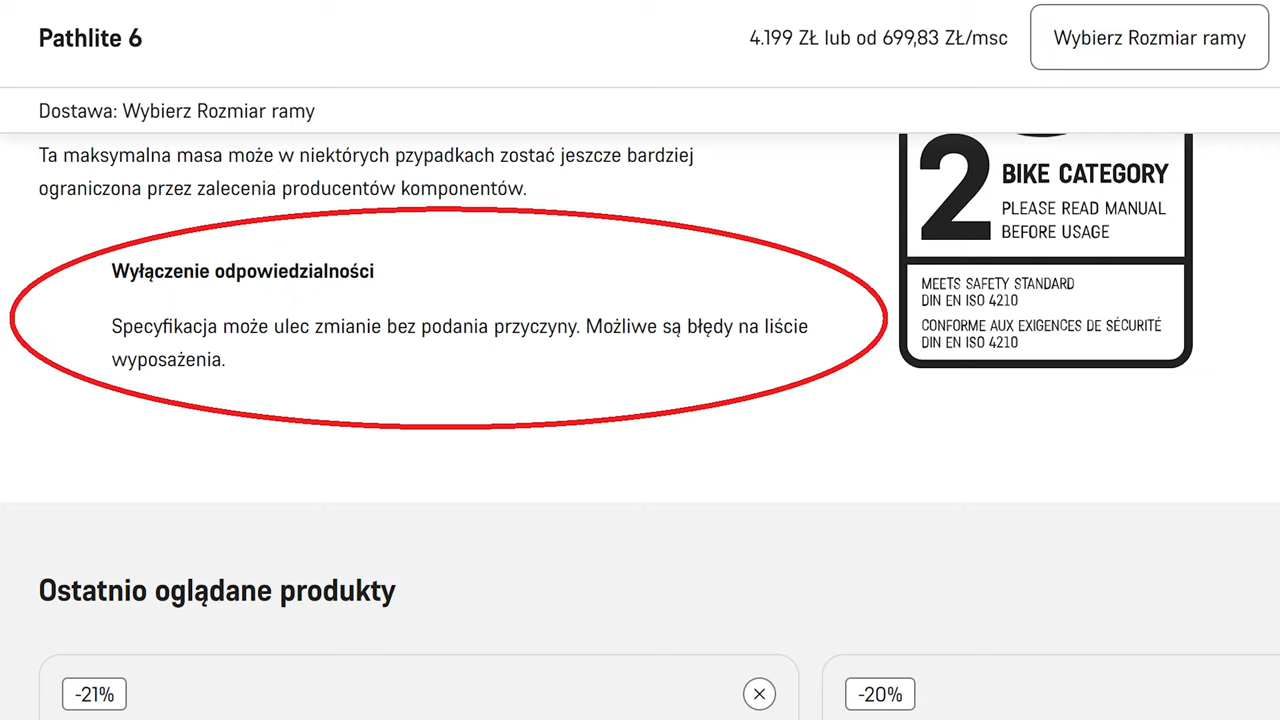 Pathlite 6
4.199 ZŁ lub od 699,83 ZŁ/msc
Wybierz Rozmiar ramy
Dostawa: Wybierz Rozmiar ramy
Ta maksymalna masa może w niektórych pzypadkach zostać jeszcze bardziej
ograniczona przez zalecenia producentów komponentów.
Wyłączenie odpowiedzialności
Specyfikacja może ulec zmianie bez podania przyczyny. Możliwe są błędy na liście
wyposażenia.
2
BIKE CATEGORY
PLEASE READ MANUAL
BEFORE USAGE
MEETS SAFETY STANDARD
DIN EN ISO 4210
CONFORME AUX EXIGENCES DE SÉCURITÉ
DIN EN ISO 4210
Ostatnio oglądane produkty
-21%
-20%